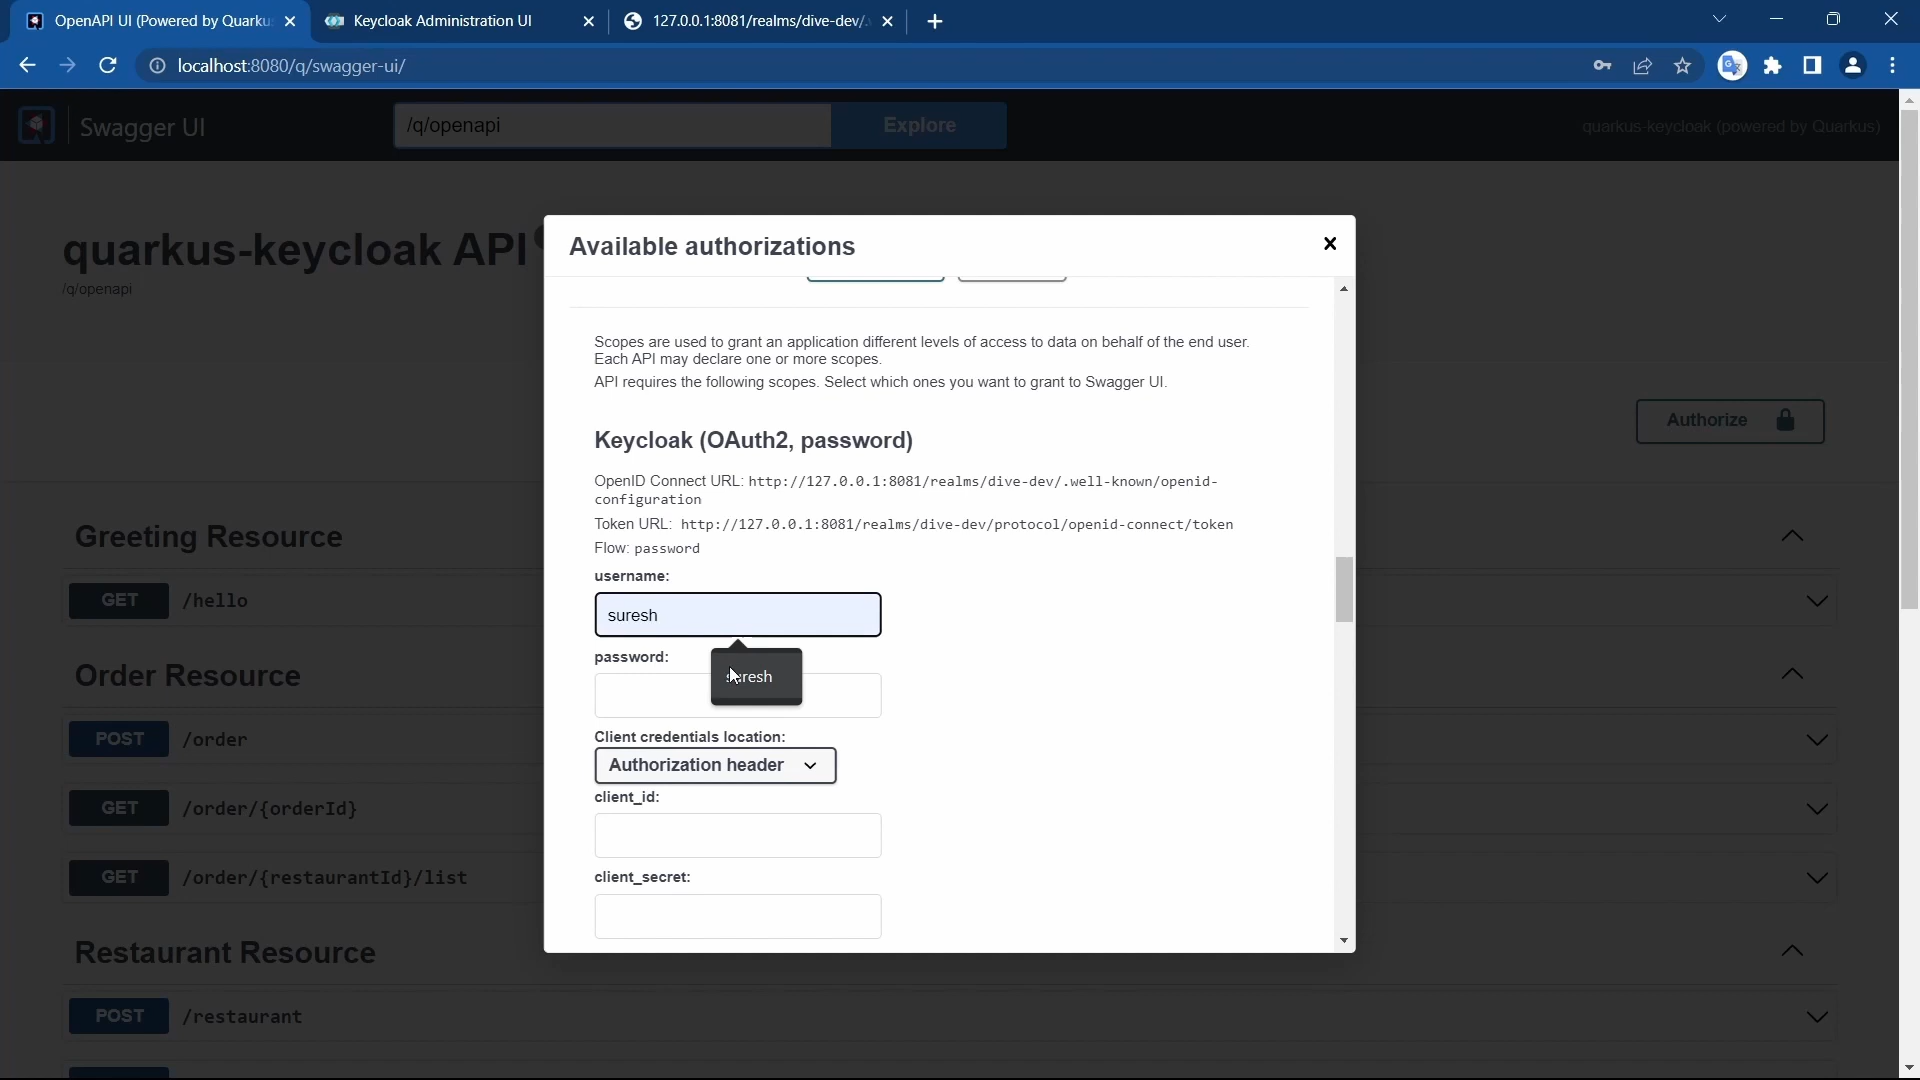 OpenAPI UI (Powered by Quarku
Keycloak Administration UI
127.0.0.1:8081/realms/dive-dev/.
localhost:8080/q/swagger-ui/
Swagger UI
/q/openapi
Explore
quarkus-keycloak (powered by Quarkus)
quarkus-keycloak API
/q/openapi
Available authorizations
Scopes are used to grant an application different levels of access to data on behalf of the end user.
Each API may declare one or more scopes.
API requires the following scopes. Select which ones you want to grant to Swagger UI.
Authorize
Keycloak (OAuth2, password)
OpenID Connect URL: http://127.0.0.1:8081/realms/dive-dev/.well-known/openid-
configuration
Token URL: http://127.0.0.1:8081/realms/dive-dev/protocol/openid-connect/token
Flow: password
username:
suresh
password:
suresh
Client credentials location:
Authorization header
client_id:
client_secret:
Greeting Resource
GET /hello
Order Resource
POST /order
GET /order/{orderId}
GET /order/{restaurantId}/list
Restaurant Resource
POST /restaurant